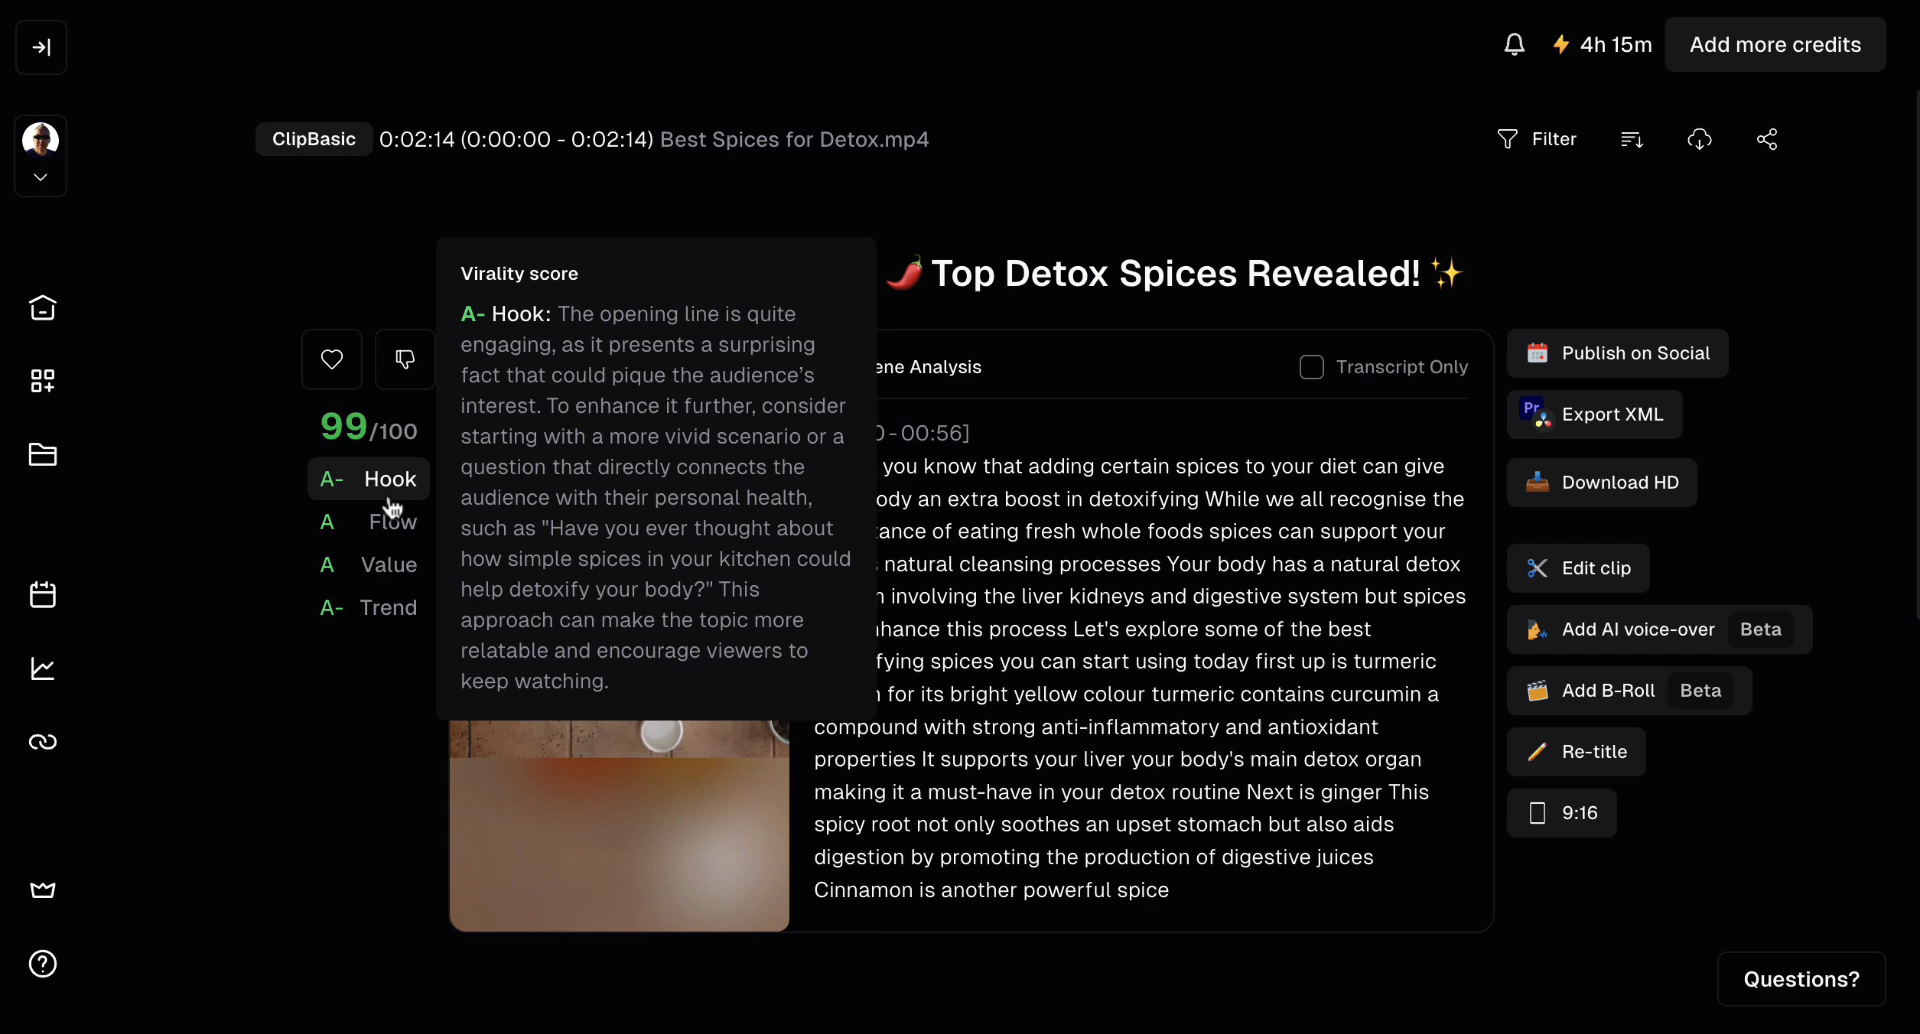 4h 15m
Add more credits
ClipBasic 0:02:14 (0:00:00 - 0:02:14) Best Spices for Detox.mp4
Filter
Top Detox Spices Revealed!
99/100
A- Hook
A Flow
A Value
A- Trend
Virality score
A- Hook: The opening line is quite
engaging, as it presents a surprising
fact that could pique the audience's
interest. To enhance it further, consider
starting with a more vivid scenario or a
question that directly connects the
audience with their personal health,
such as "Have you ever thought about
how simple spices in your kitchen could
help detoxify your body?" This
approach can make the topic more
relatable and encourage viewers to
keep watching.
Analysis
Transcript Only
-00:56]
you know that adding certain spices to your diet can give
an extra boost in detoxifying While we all recognise the
of eating fresh whole foods spices can support your
natural cleansing processes Your body has a natural detox
involving the liver kidneys and digestive system but spices
this process Let's explore some of the best
spices you can start using today first up is turmeric
for its bright yellow colour turmeric contains curcumin a
compound with strong anti-inflammatory and antioxidant
properties It supports your liver your body's main detox organ
making it a must-have in your detox routine Next is ginger This
spicy root not only soothes an upset stomach but also aids
digestion by promoting the production of digestive juices
Cinnamon is another powerful spice
Publish on Social
Pr Export XML
Download HD
Edit clip
Add AI voice-over Beta
Add B-Roll Beta
Re-title
9:16
Questions?